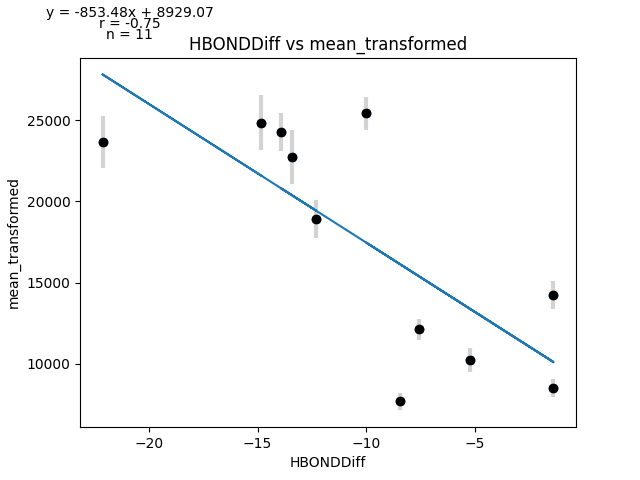 y = -853.48x + 8929.07
r = -0.75
n = 11
HBONDDiff vs mean_transformed
mean_transformed
25000
20000
15000
10000
−20
−15
−10
−5
HBONDDiff